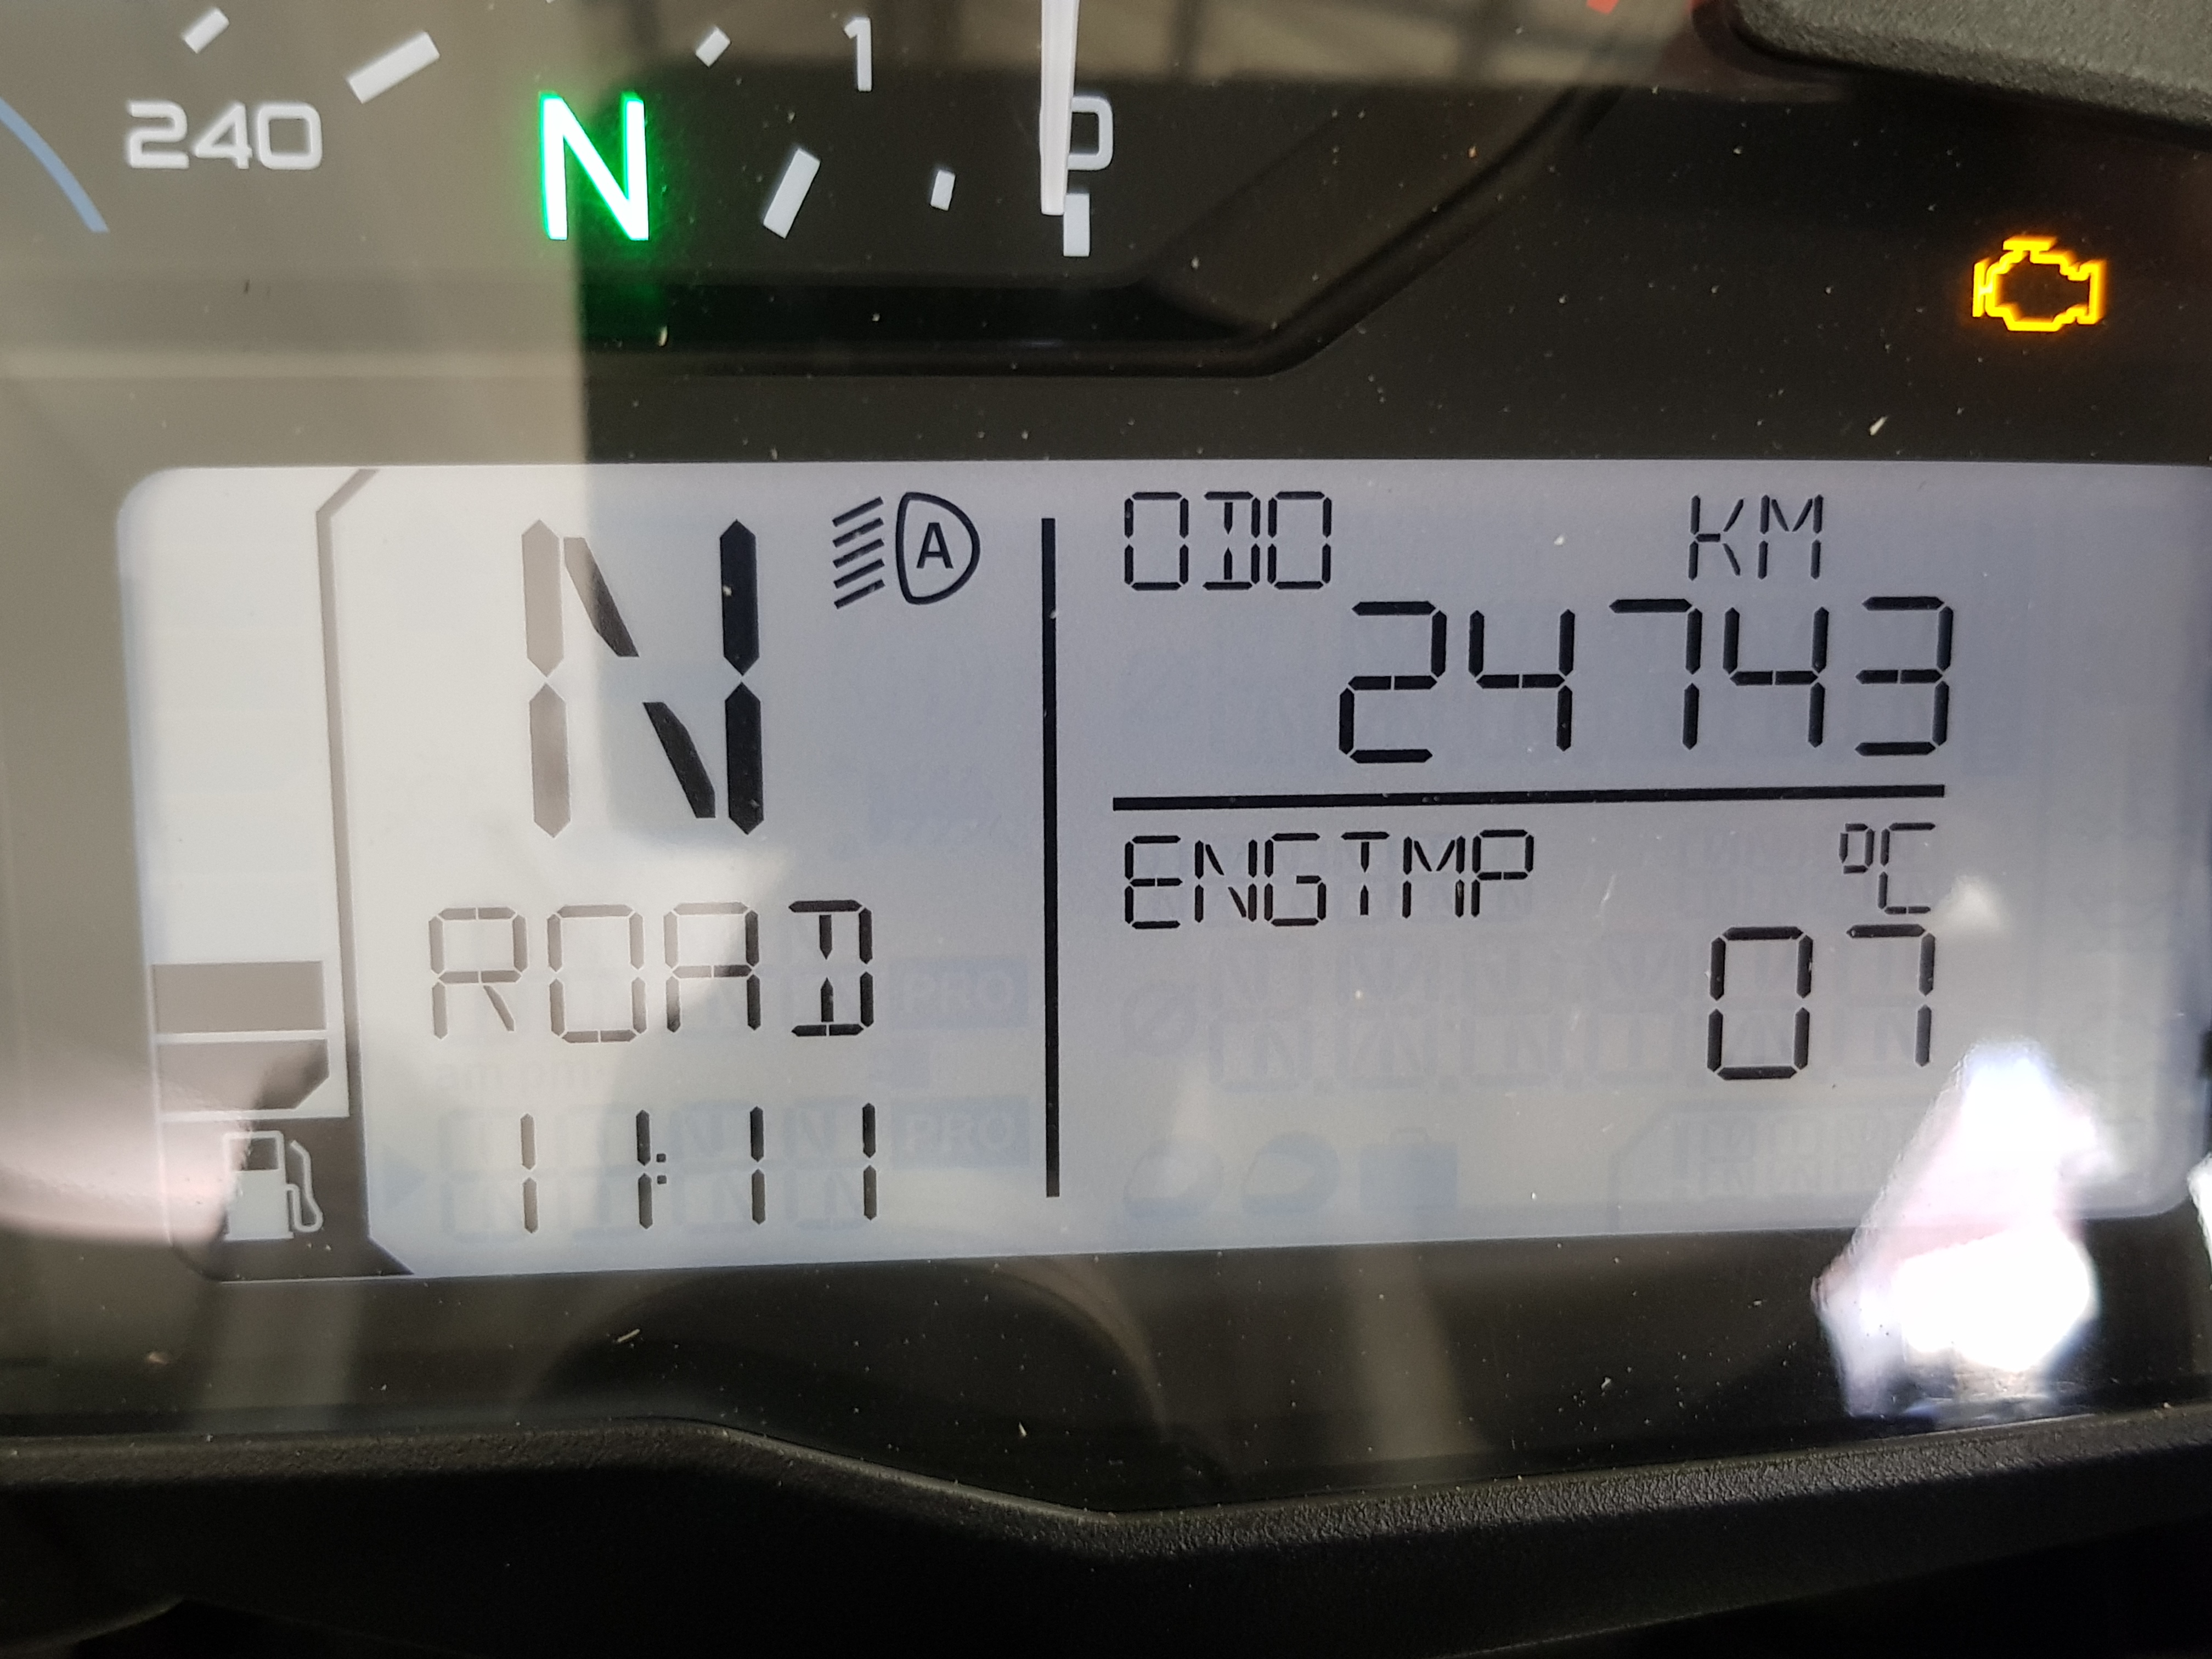 240
1
0
N
N
A
ODO KM
24743
ENGTMP °C
07
ROAD
11:11